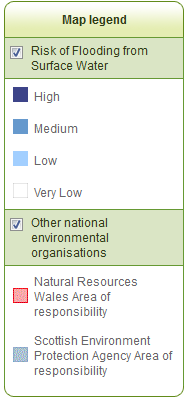 Map legend
Risk of Flooding from
Surface Water
High
Medium
Low
Very Low
Other national
environmental
organisations
Natural Resources
Wales Area of
responsibility
Scottish Environment
Protection Agency Area of
responsibility